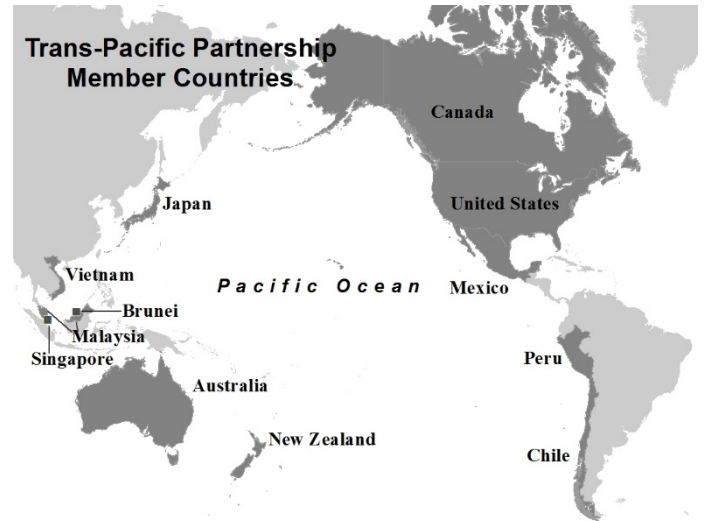 Trans-Pacific Partnership
Member Countries
Canada
Japan
United States
Vietnam
Pacific Ocean
Mexico
Brunei
Malaysia
Singapore
Peru
Australia
New Zealand
Chile